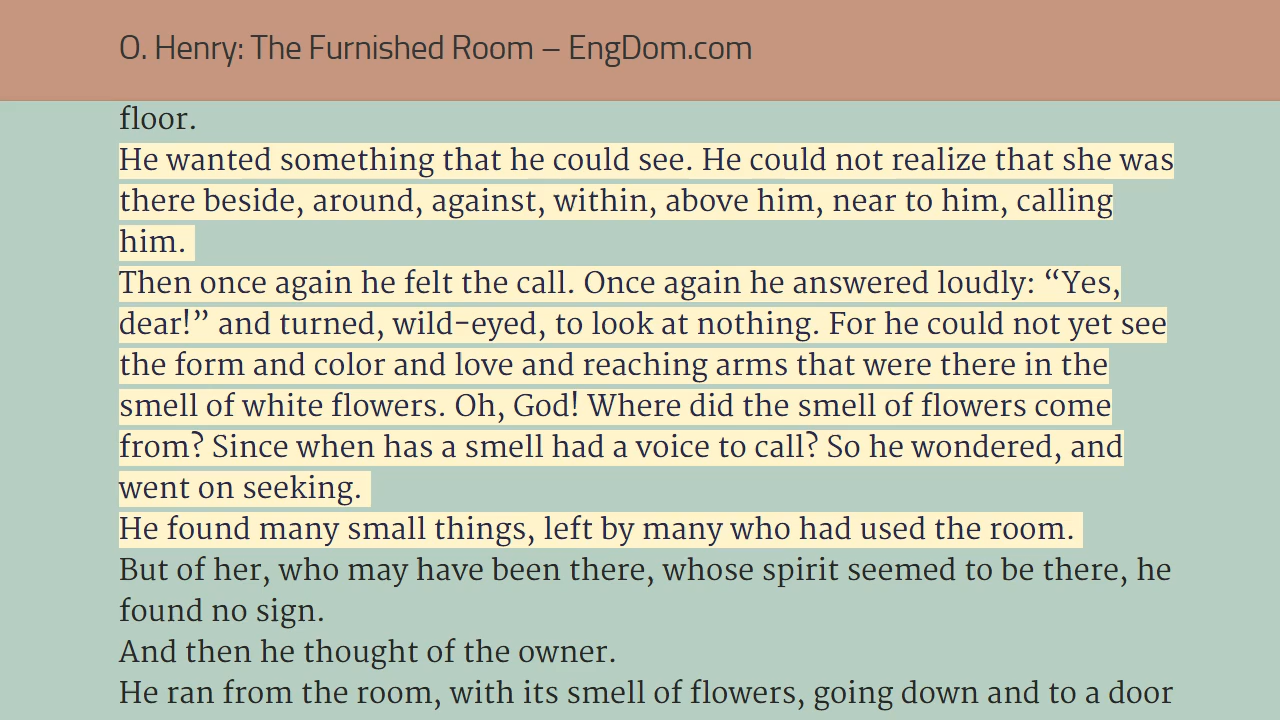 O. Henry: The Furnished Room – EngDom.com
floor.
He wanted something that he could see. He could not realize that she was
there beside, around, against, within, above him, near to him, calling
him.
Then once again he felt the call. Once again he answered loudly: “Yes,
dear!” and turned, wild-eyed, to look at nothing. For he could not yet see
the form and color and love and reaching arms that were there in the
smell of white flowers. Oh, God! Where did the smell of flowers come
from? Since when has a smell had a voice to call? So he wondered, and
went on seeking.
He found many small things, left by many who had used the room.
But of her, who may have been there, whose spirit seemed to be there, he
found no sign.
And then he thought of the owner.
He ran from the room, with its smell of flowers, going down and to a door